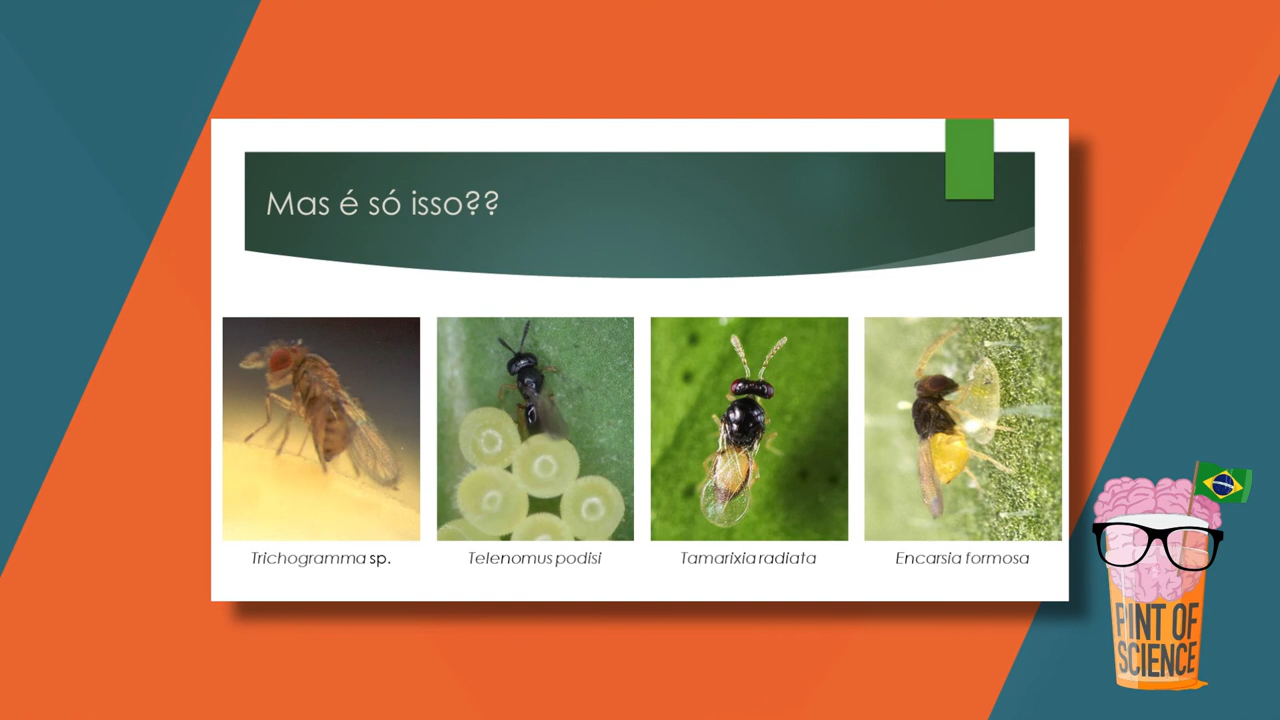 Mas é só isso??
Trichogramma sp.
Telenomus podisi
Tamarixia radiata
Encarsia formosa
PINT OF
SCIENCE